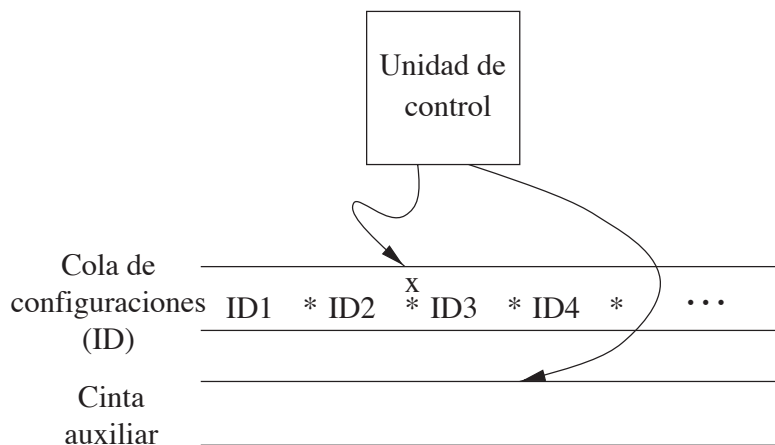 Unidad de
control
Cola de
configuraciones
(ID)
x
ID1 * ID2 * ID3 * ID4 * ...
Cinta
auxiliar